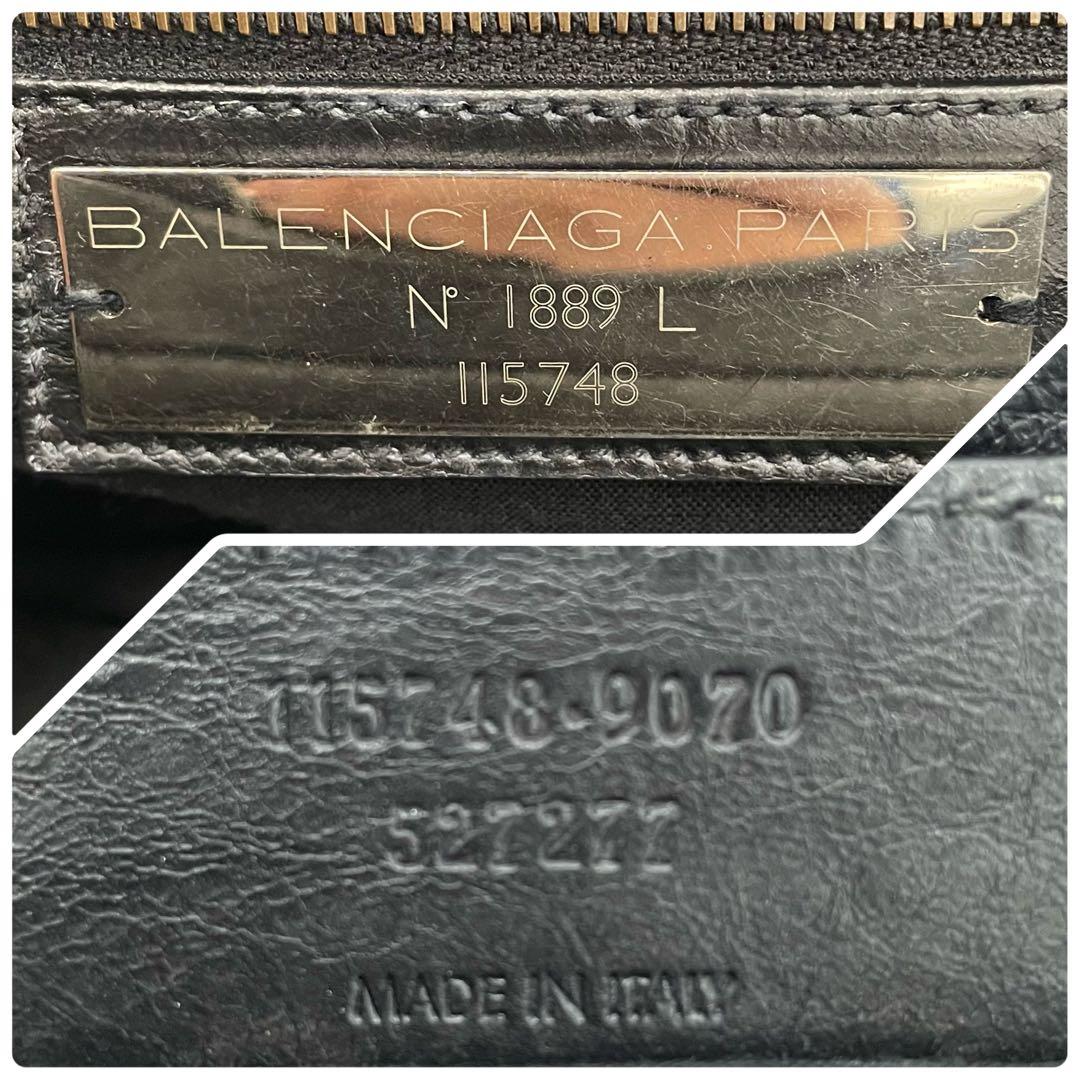 BALENCIAGA.PARIS
N° 1889 L
115748
115748•9070
527277
MADE IN ITALY